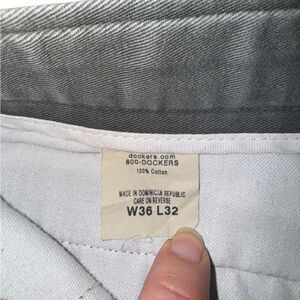 dockers.com
800-DOCKERS
100% Cotton
MADE IN DOMINICAN REPUBLIC
CARE ON REVERSE
W36 L32